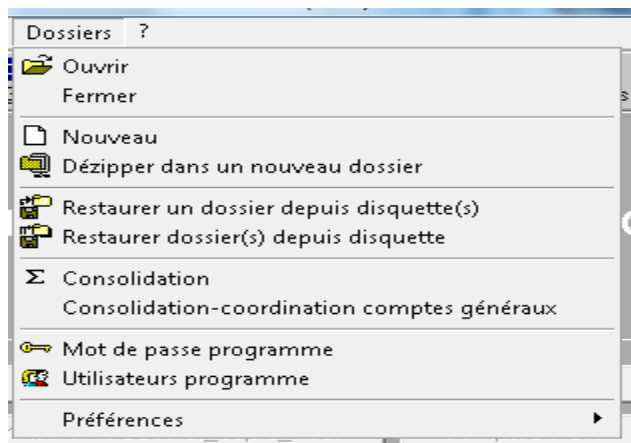 Dossiers ?
Ouvrir
Fermer
Nouveau
Dézipper dans un nouveau dossier
Restaurer un dossier depuis disquette(s)
Restaurer dossier(s) depuis disquette
Σ Consolidation
Consolidation-coordination comptes généraux
Mot de passe programme
Utilisateurs programme
Préférences